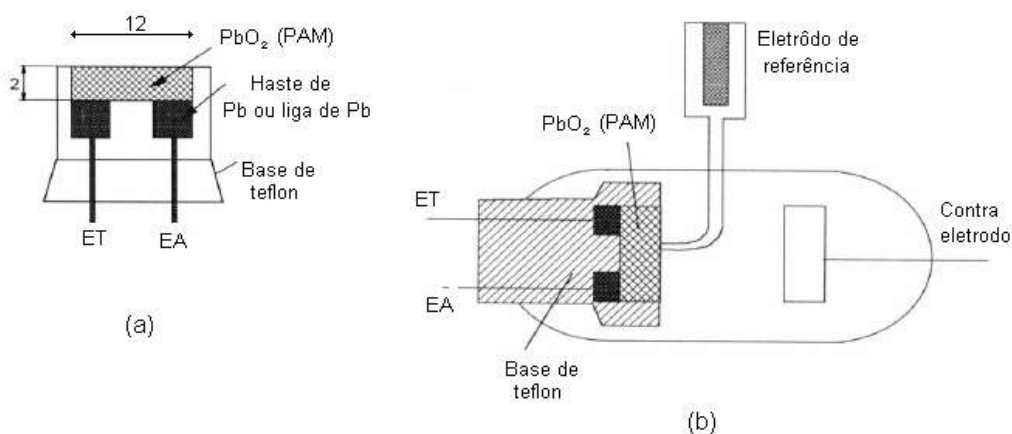 12
PbO₂ (PAM)
2
Haste de
Pb ou liga de Pb
Base de
teflon
ET
EA
(a)
Eletrôdo de
referência
PbO₂ (PAM)
ET
EA
Contra
eletrodo
Base de
teflon
(b)